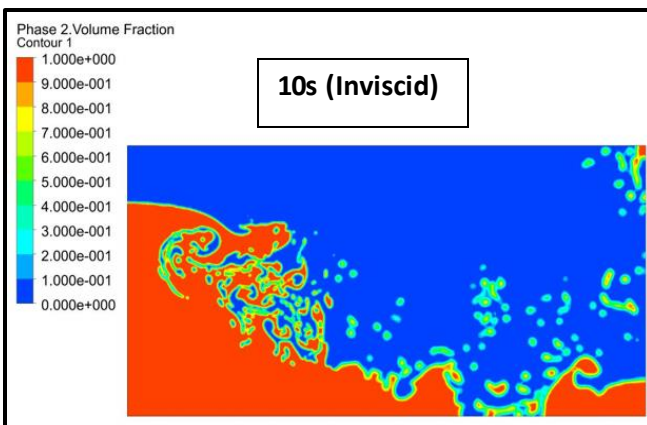 Phase 2.Volume Fraction
Contour 1
1.000e+000
9.000e-001
8.000e-001
7.000e-001
6.000e-001
5.000e-001
4.000e-001
3.000e-001
2.000e-001
1.000e-001
0.000e+000
10s (Inviscid)